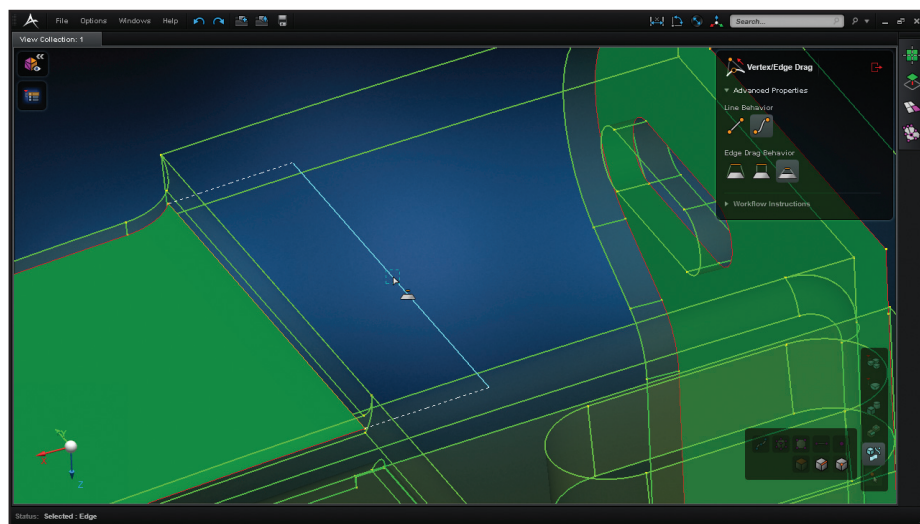 File Options Windows Help Search...
View Collection: 1
Vertex/Edge Drag
Advanced Properties
Line Behavior
Edge Drag Behavior
Workflow Instructions
Y
X
Z
Status: Selected : Edge